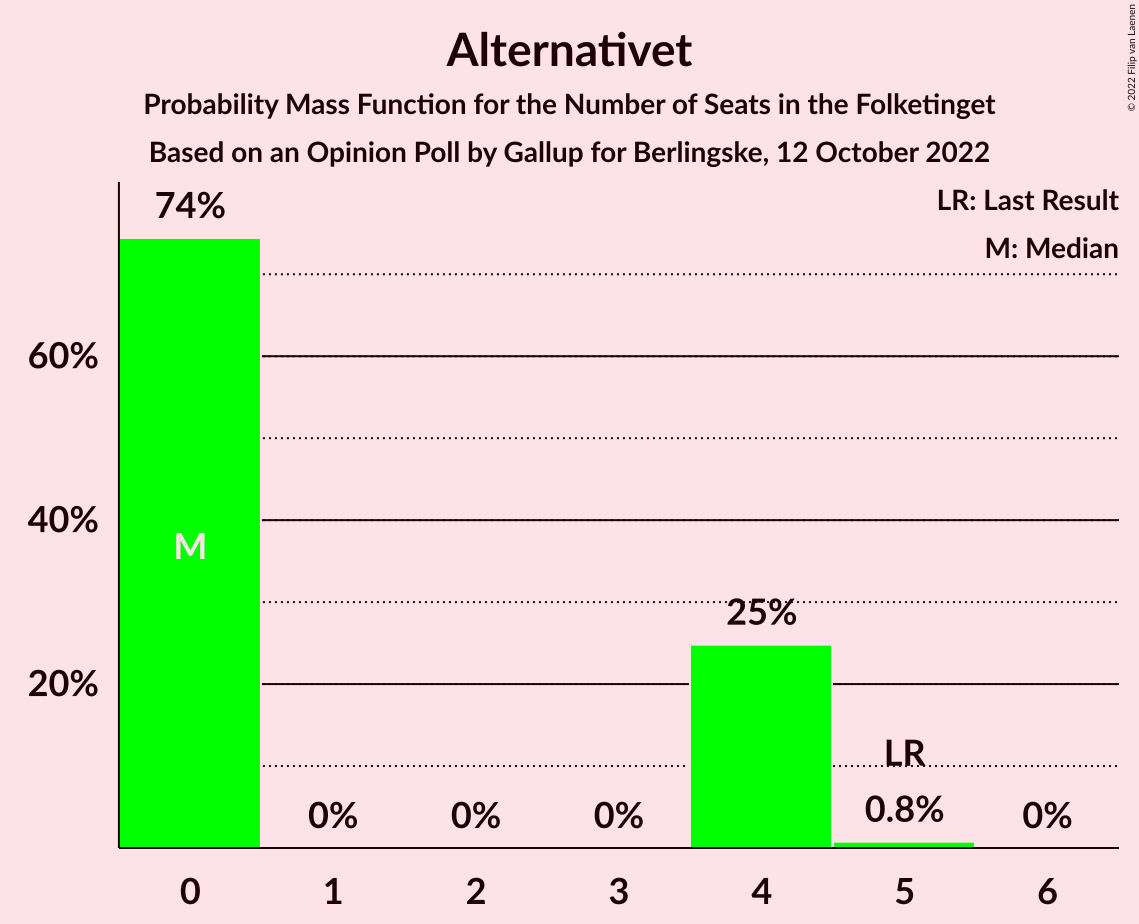 Alternativet
Probability Mass Function for the Number of Seats in the Folketinget
Based on an Opinion Poll by Gallup for Berlingske, 12 October 2022
© 2022 Filip van Laenen
LR: Last Result
M: Median
74%
60%
40%
M
25%
20%
LR
0% 0% 0% 0.8% 0%
0 1 2 3 4 5 6